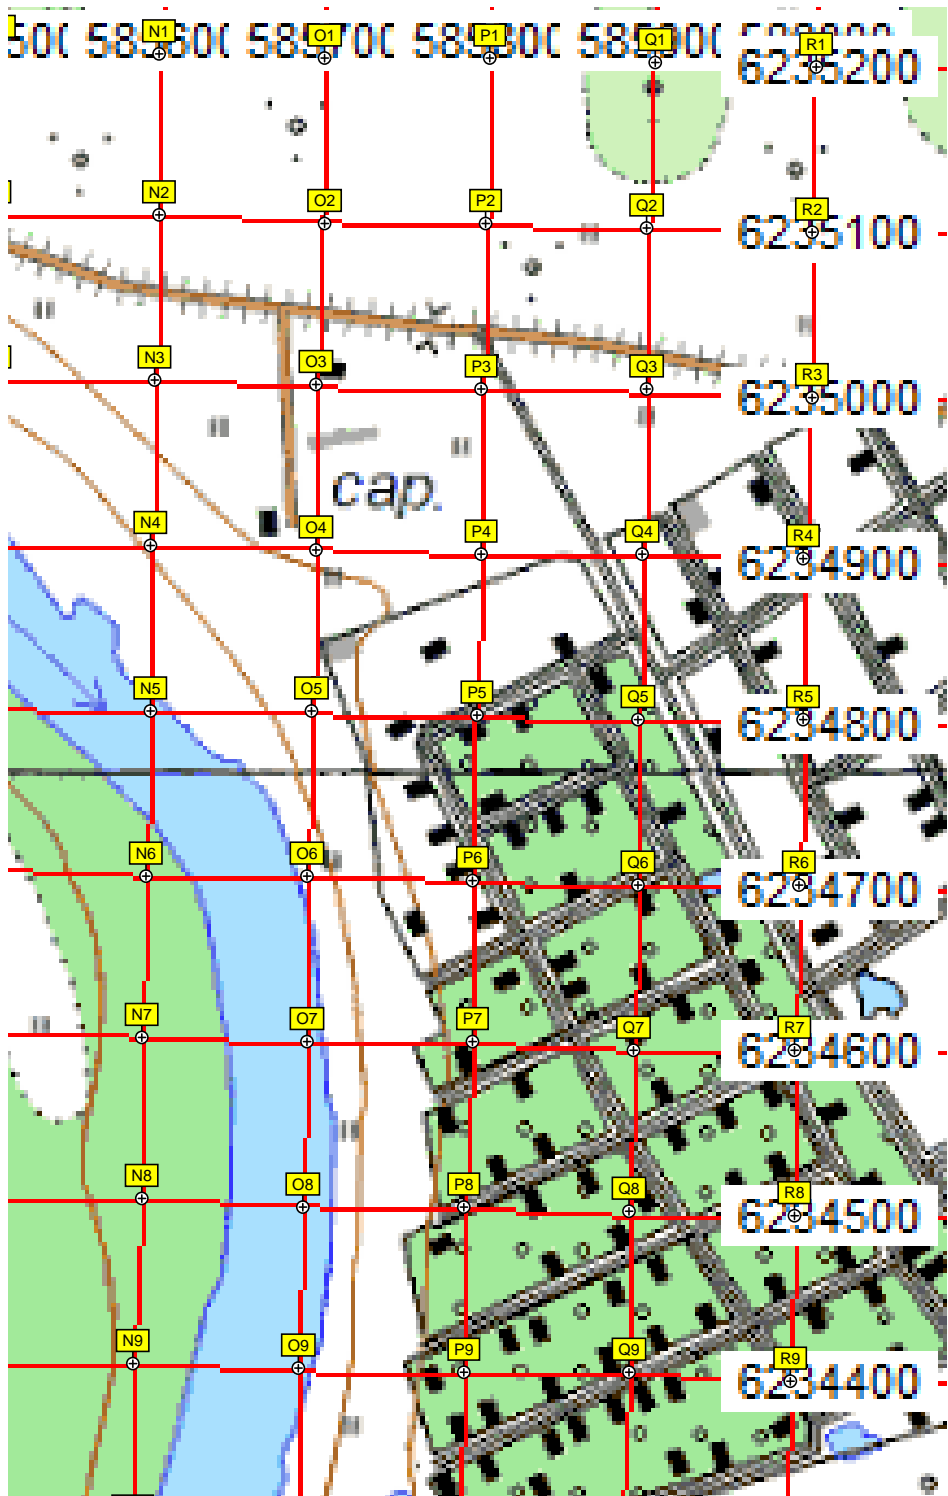 N1 O1 P1 Q1 R1
6235200
N2 O2 P2 Q2 R2
6235100
N3 O3 P3 Q3 R3
6235000
сар.
N4 O4 P4 Q4 R4
6234900
N5 O5 P5 Q5 R5
6234800
N6 O6 P6 Q6 R6
6234700
N7 O7 P7 Q7 R7
6234600
N8 O8 P8 Q8 R8
6234500
N9 O9 P9 Q9 R9
6234400